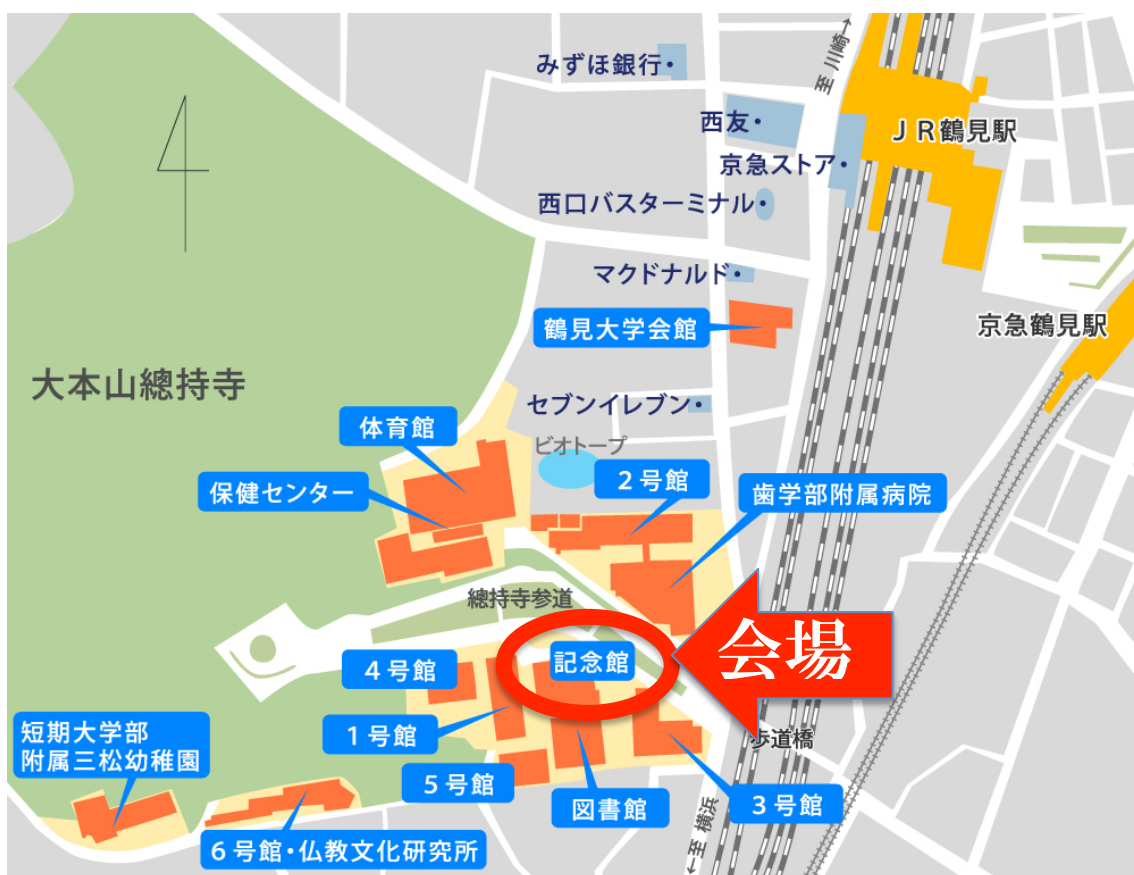 みずほ銀行
至 川崎→
西友
JR鶴見駅
京急ストア
西口バスターミナル
マクドナルド
鶴見大学会館
京急鶴見駅
大本山總持寺
セブンイレブン
体育館
ビオトープ
2号館
保健センター
歯学部附属病院
總持寺参道
会場
記念館
4号館
1号館
歩道橋
短期大学部
附属三松幼稚園
5号館
図書館
3号館
←至 横浜
6号館・仏教文化研究所